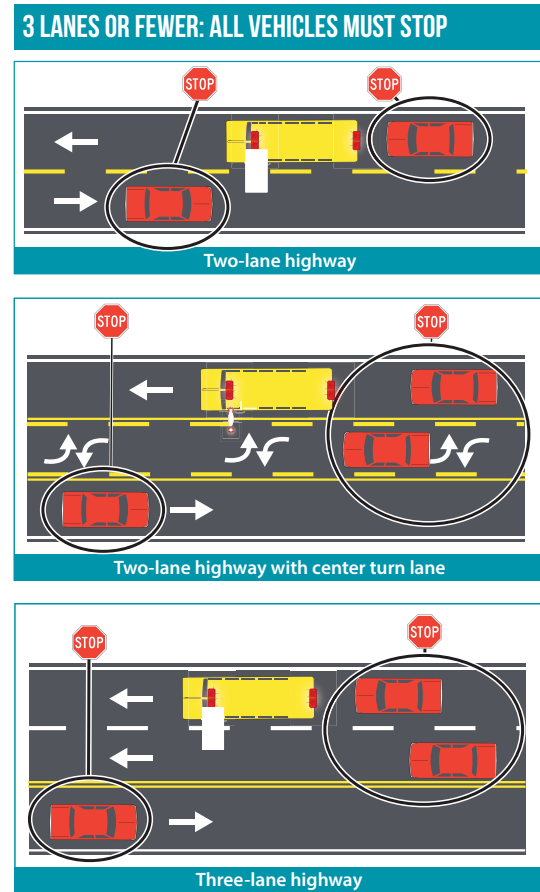 3 LANES OR FEWER: ALL VEHICLES MUST STOP
STOP
STOP
Two-lane highway
STOP
STOP
Two-lane highway with center turn lane
STOP
STOP
Three-lane highway